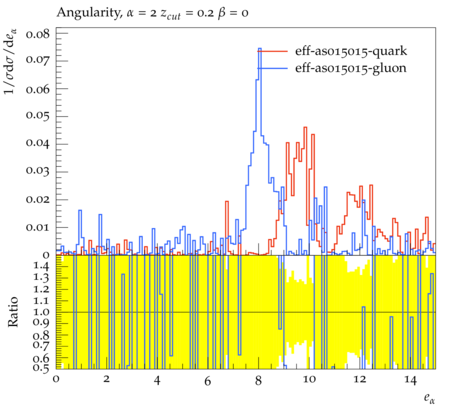 Angularity, α = 2 z_cut = 0.2 β = 0
1/σdσ/de_α
eff-as015015-quark
eff-as015015-gluon
0.08
0.07
0.06
0.05
0.04
0.03
0.02
0.01
0
Ratio
1.4
1.3
1.2
1.1
1.0
0.9
0.8
0.7
0.6
0.5
0 2 4 6 8 10 12 14
e_α